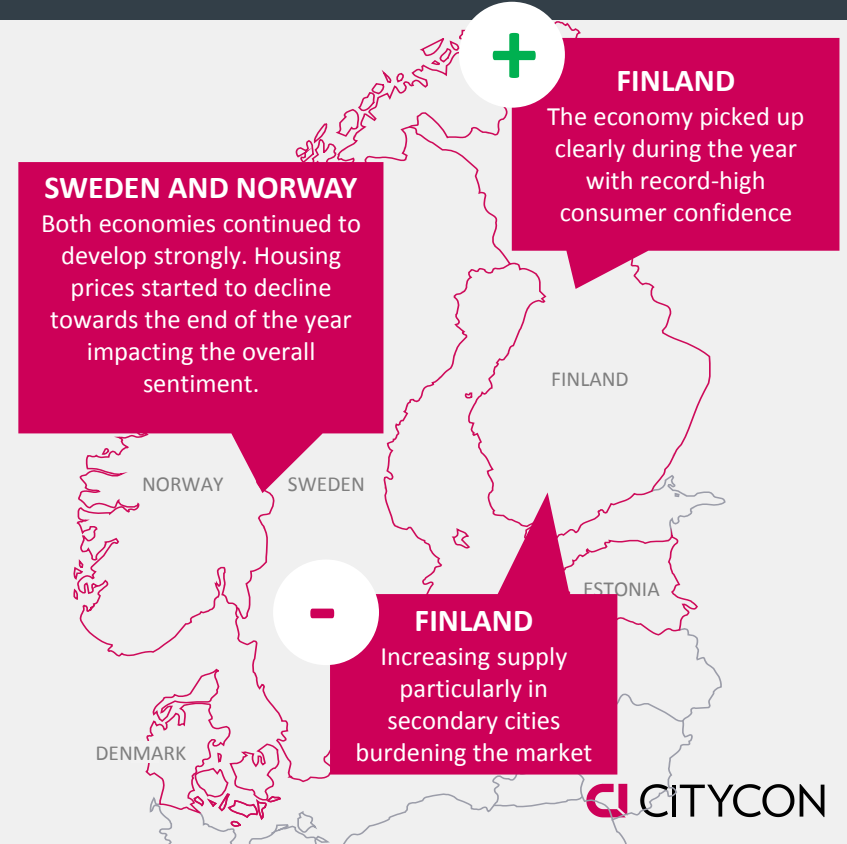 +
FINLAND
The economy picked up
clearly during the year
with record-high
consumer confidence
SWEDEN AND NORWAY
Both economies continued to
develop strongly. Housing
prices started to decline
towards the end of the year
impacting the overall
sentiment.
FINLAND
NORWAY
SWEDEN
ESTONIA
-
FINLAND
Increasing supply
particularly in
secondary cities
burdening the market
DENMARK
CITYCON